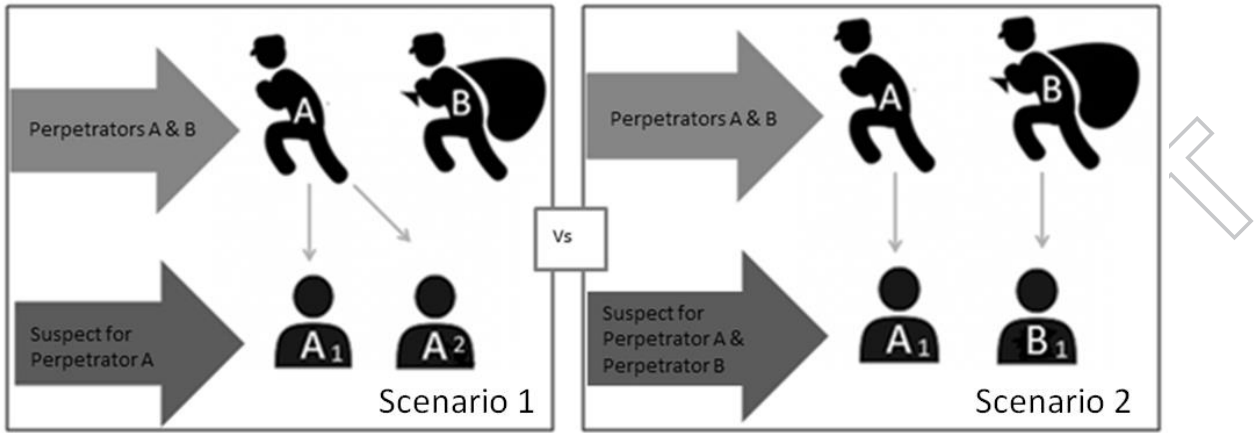 Perpetrators A & B
A
B
Suspect for
Perpetrator A
A1
A2
Scenario 1
Vs
Perpetrators A & B
A
B
Suspect for
Perpetrator A &
Perpetrator B
A1
B1
Scenario 2
T